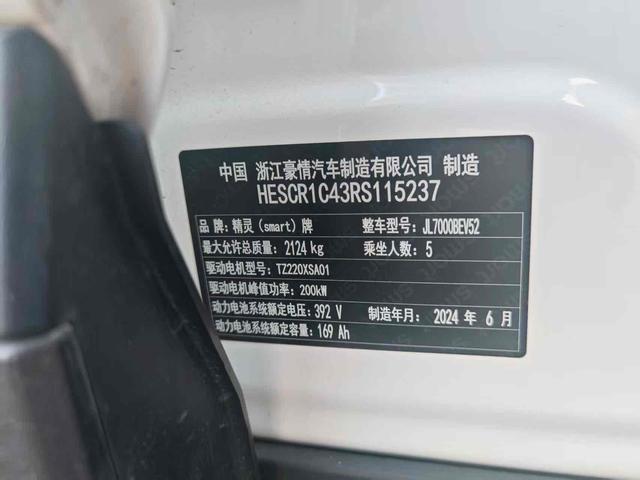 中国 浙江豪情汽车制造有限公司 制造
HESCR1C43RS115237
品牌：精灵（smart）牌 整车型号：JL7000BEV52
最大允许总质量：2124 kg 乘坐人数：5
驱动电机型号：TZ220XSA01
驱动电机峰值功率：200kW
动力电池系统额定电压：392 V 制造年月：2024 年 6 月
动力电池系统额定容量：169 Ah